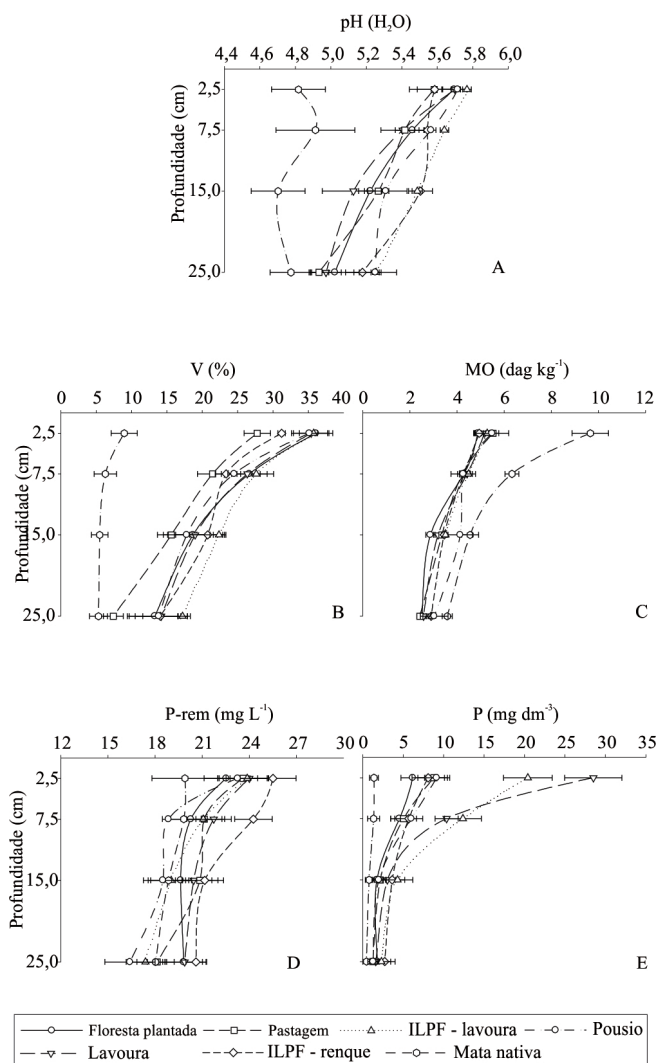 pH (H₂O)
4,4 4,8 5,0 5,2 5,4 5,6 5,8 6,0
Profundidade (cm)
2,5
7,5
15,0
25,0
A
V (%)
0 5 10 15 20 25 30 35 40
Profundidade (cm)
2,5
7,5
15,0
25,0
B
MO (dag kg⁻¹)
0 2 4 6 8 10 12
C
P-rem (mg L⁻¹)
12 15 18 21 24 27 30
Profundidade (cm)
2,5
7,5
15,0
25,0
D
P (mg dm⁻³)
0 5 10 15 20 25 30 35
E
Floresta plantada Pastagem ILPF - lavoura Pousio
Lavoura ILPF - renque Mata nativa